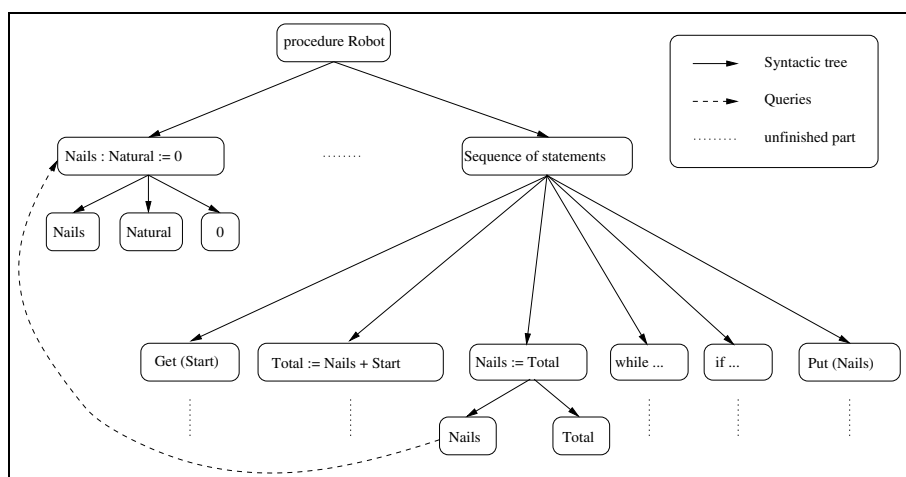 procedure Robot
Syntactic tree
Queries
unfinished part
Nails : Natural := 0
Sequence of statements
Nails
Natural
0
Get (Start)
Total := Nails + Start
Nails := Total
while ...
if ...
Put (Nails)
Nails
Total